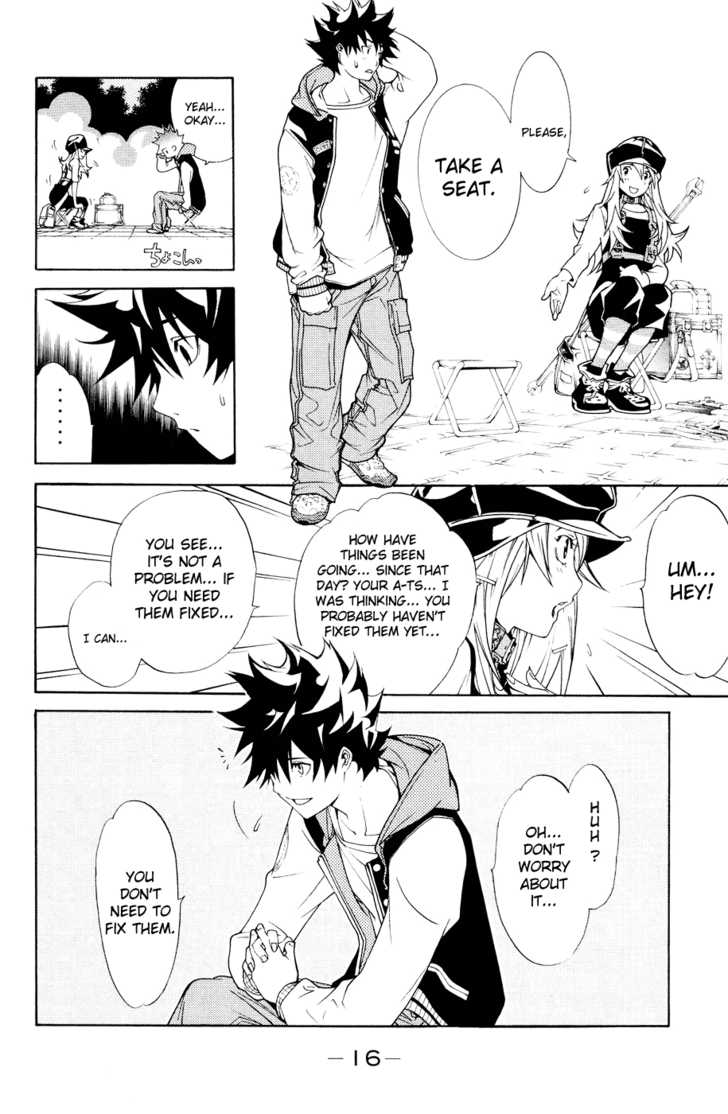 PLEASE,
TAKE A
SEAT.
YEAH...
OKAY...
ちょこんっ
......
UM...
HEY!
HOW HAVE
THINGS BEEN
GOING... SINCE THAT
DAY? YOUR A-TS... I
WAS THINKING... YOU
PROBABLY HAVEN'T
FIXED THEM YET...
YOU SEE...
IT'S NOT A
PROBLEM... IF
YOU NEED
THEM FIXED...
I CAN...
HUH?
OH...
DON'T
WORRY
ABOUT
IT...
YOU
DON'T
NEED TO
FIX THEM.
—16—